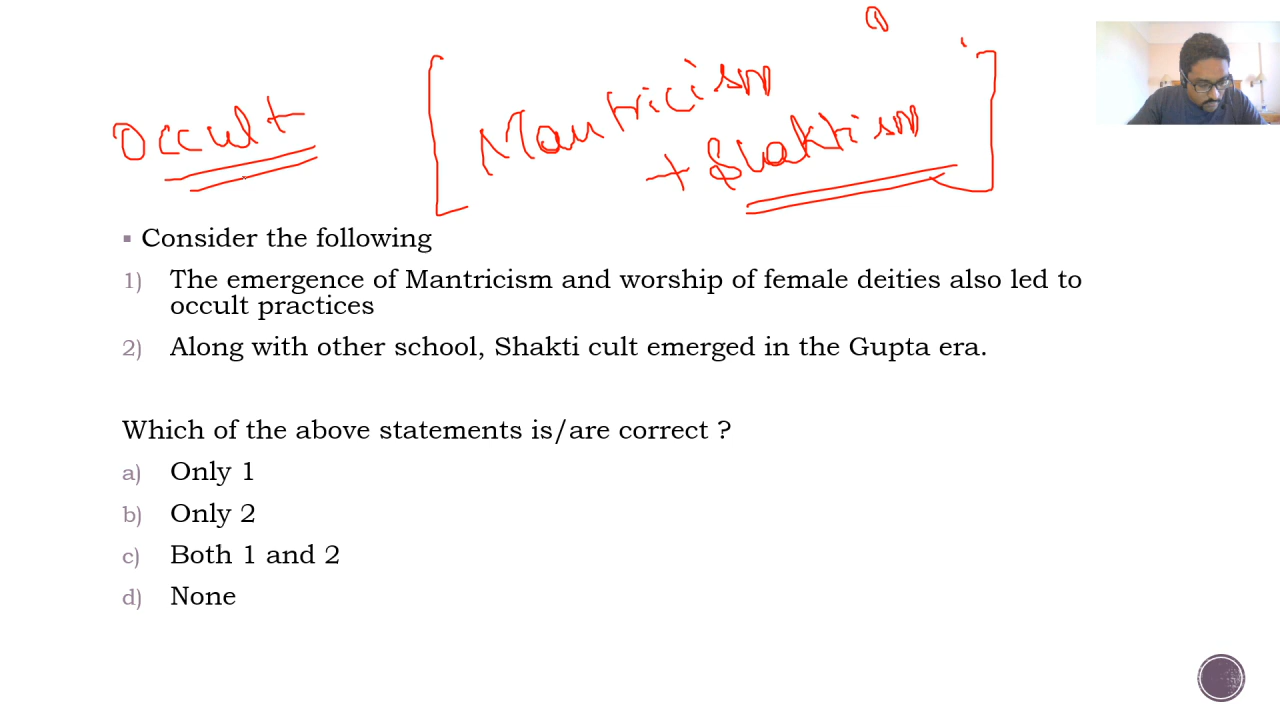 Occult
Mantricism
+ Shaktism
Consider the following
1) The emergence of Mantricism and worship of female deities also led to
occult practices
2) Along with other school, Shakti cult emerged in the Gupta era.
Which of the above statements is/are correct ?
a) Only 1
b) Only 2
c) Both 1 and 2
d) None